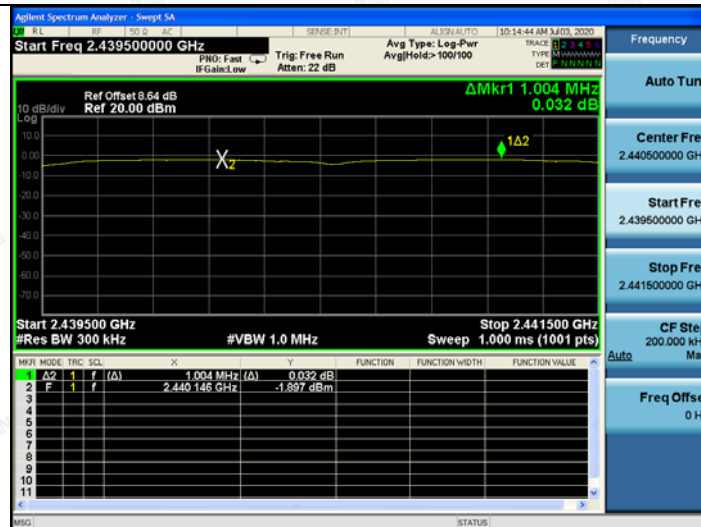 Agilent Spectrum Analyzer - Swept SA
RL RF 50 Ω AC SENSE:INT ALIGN AUTO 10:14:44 AM Jul 03, 2020
Start Freq 2.439500000 GHz
PNO: Fast
IFGain:Low
Trig: Free Run
Atten: 22 dB
Avg Type: Log-Pwr
Avg|Hold:> 100/100
TRACE 1 2 3 4 5 6
TYPE MWWWWW
DET P NNNNN
ΔMkr1 1.004 MHz
0.032 dB
Ref Offset 8.64 dB
10 dB/div Ref 20.00 dBm
Log
10.0
0.00
-10.0
-20.0
-30.0
-40.0
-50.0
-60.0
-70.0
X2
1Δ2
Start 2.439500 GHz Stop 2.441500 GHz
#Res BW 300 kHz #VBW 1.0 MHz Sweep 1.000 ms (1001 pts)
MKR MODE TRC SCL X Y FUNCTION FUNCTION WIDTH FUNCTION VALUE
1 Δ2 1 f (Δ) 1.004 MHz (Δ) 0.032 dB
2 F 1 f 2.440 146 GHz -1.897 dBm
3
4
5
6
7
8
9
10
11
MSG STATUS
Frequency
Auto Tun
Center Fre
2.440500000 GH
Start Fre
2.439500000 GH
Stop Fre
2.441500000 GH
CF Ste
200.000 kH
Auto Ma
Freq Offse
0 H